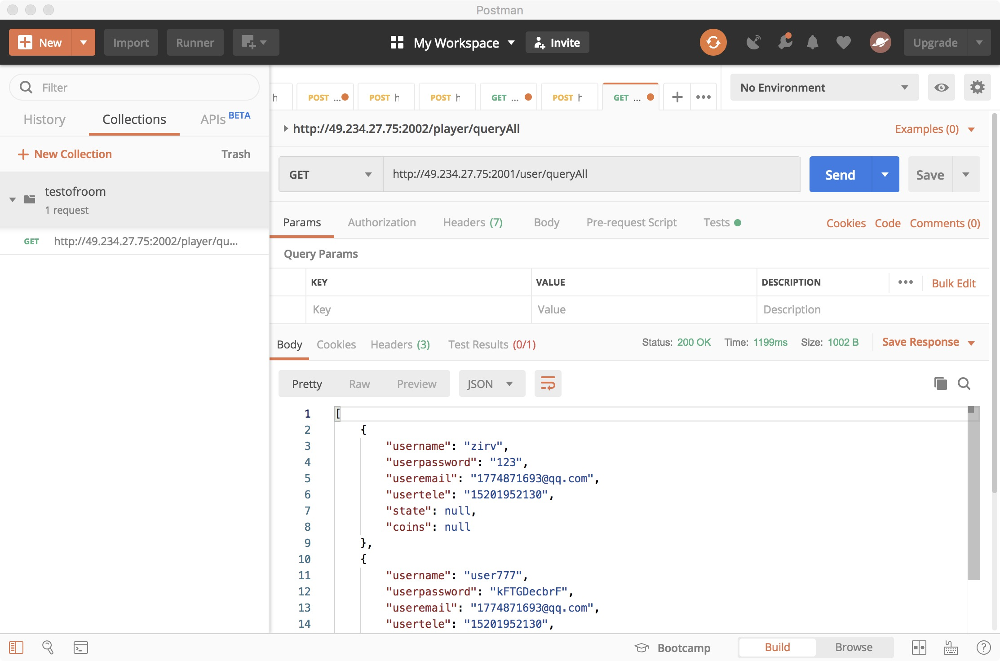 Postman
New
Import
Runner
My Workspace
Invite
Upgrade
Filter
History
Collections
APIs BETA
New Collection
Trash
testofroom
1 request
GET http://49.234.27.75:2002/player/qu...
h
POST ...
POST h
POST h
GET ...
POST h
GET ...
No Environment
http://49.234.27.75:2002/player/queryAll
Examples (0)
GET
http://49.234.27.75:2001/user/queryAll
Send
Save
Params
Authorization
Headers (7)
Body
Pre-request Script
Tests
Cookies
Code
Comments (0)
Query Params
KEY
VALUE
DESCRIPTION
Bulk Edit
Key
Value
Description
Body
Cookies
Headers (3)
Test Results (0/1)
Status: 200 OK
Time: 1199ms
Size: 1002 B
Save Response
Pretty
Raw
Preview
JSON
1 [
2 {
3 "username": "zirv",
4 "userpassword": "123",
5 "useremail": "1774871693@qq.com",
6 "usertele": "15201952130",
7 "state": null,
8 "coins": null
9 },
10 {
11 "username": "user777",
12 "userpassword": "kFTGDecbrF",
13 "useremail": "1774871693@qq.com",
14 "usertele": "15201952130",
Bootcamp
Build
Browse